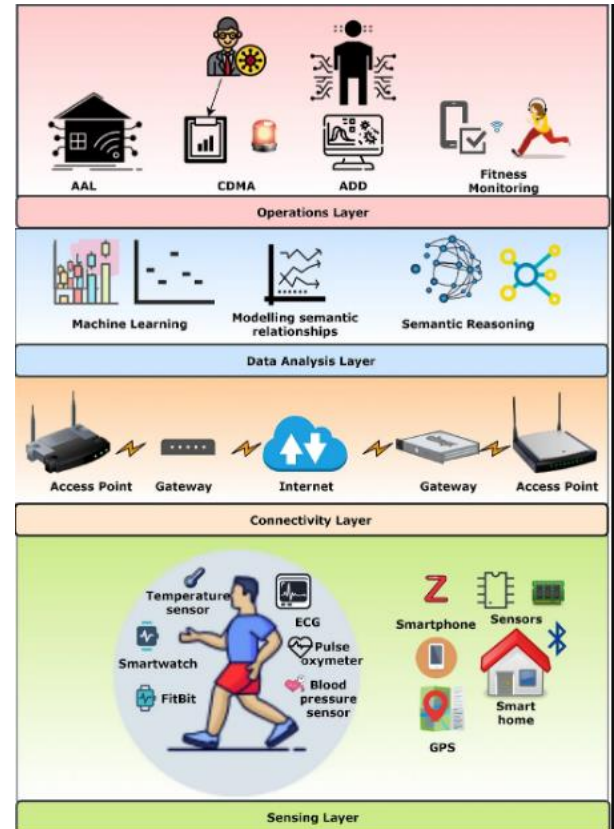 AAL
CDMA
ADD
Fitness
Monitoring
Operations Layer
Machine Learning
Modelling semantic
relationships
Semantic Reasoning
Data Analysis Layer
Access Point
Gateway
Internet
Gateway
Access Point
Connectivity Layer
Temperature
sensor
ECG
Smartwatch
Pulse
oxymeter
FitBit
Blood
pressure
sensor
Z
Smartphone
Sensors
Smart
home
GPS
Sensing Layer